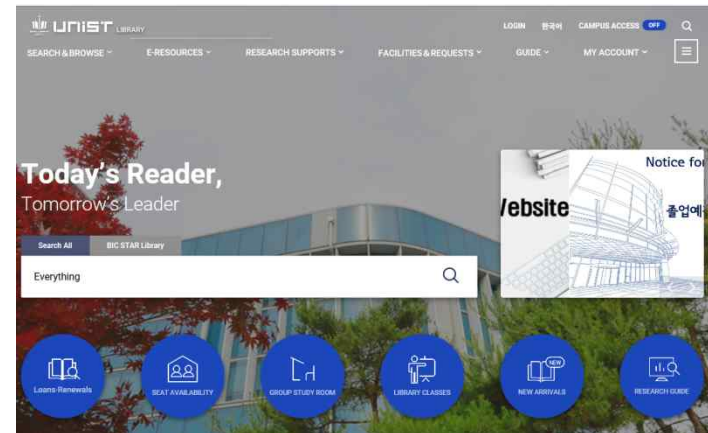 UNIST LIBRARY
LOGIN 한국어 CAMPUS ACCESS OFF
SEARCH & BROWSE E-RESOURCES RESEARCH SUPPORTS FACILITIES & REQUESTS GUIDE MY ACCOUNT
Today's Reader,
Tomorrow's Leader
Notice for
/ebsite
졸업예
Search All BIC STAR Library
Everything
NEW
Loans·Renewals SEAT AVAILABILITY GROUP STUDY ROOM LIBRARY CLASSES NEW ARRIVALS RESEARCH GUIDE